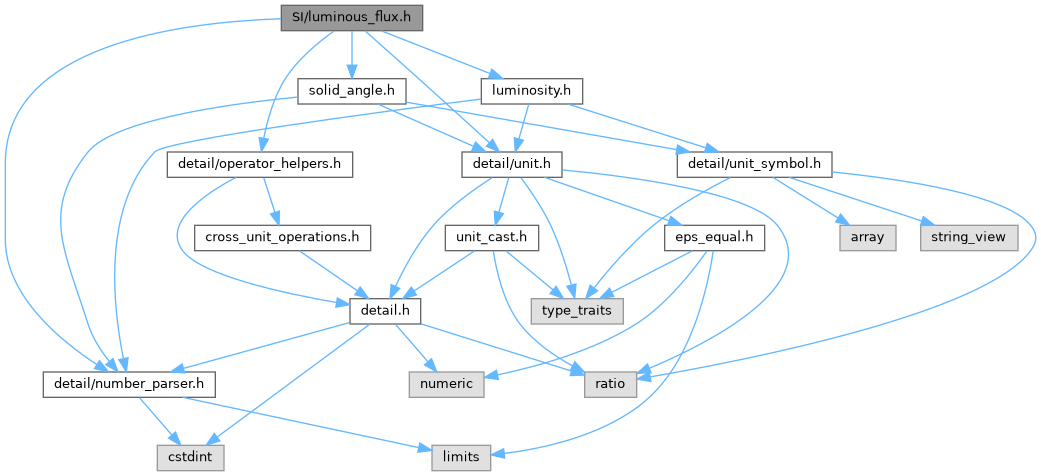 SI/luminous_flux.h
solid_angle.h
luminosity.h
detail/operator_helpers.h
detail/unit.h
detail/unit_symbol.h
cross_unit_operations.h
unit_cast.h
eps_equal.h
array
string_view
detail.h
type_traits
detail/number_parser.h
numeric
ratio
cstdint
limits